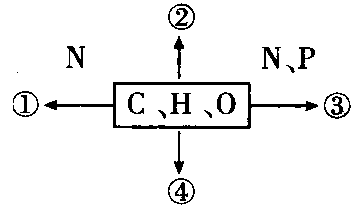 ②
N N、P
① C、H、O ③
④